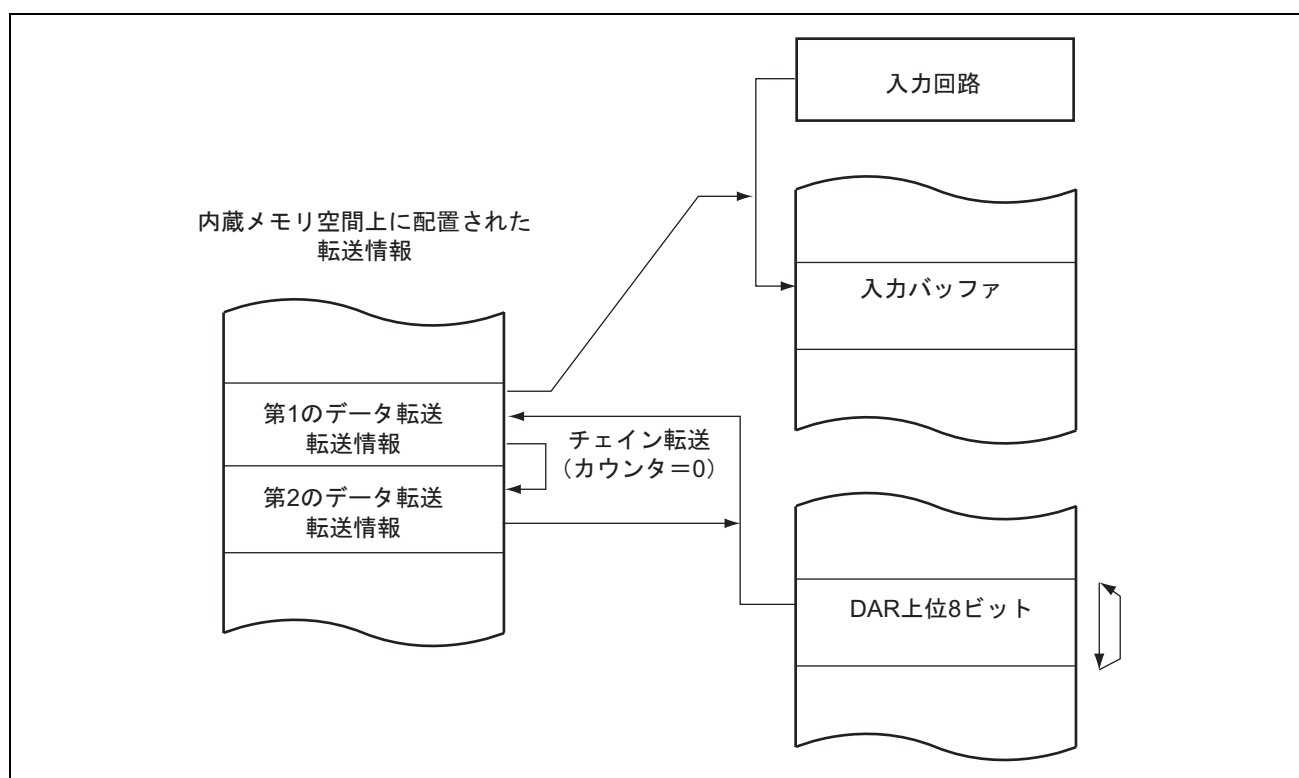 内蔵メモリ空間上に配置された
転送情報
第1のデータ転送
転送情報
第2のデータ転送
転送情報
チェイン転送
（カウンタ＝0）
入力回路
入力バッファ
DAR上位8ビット